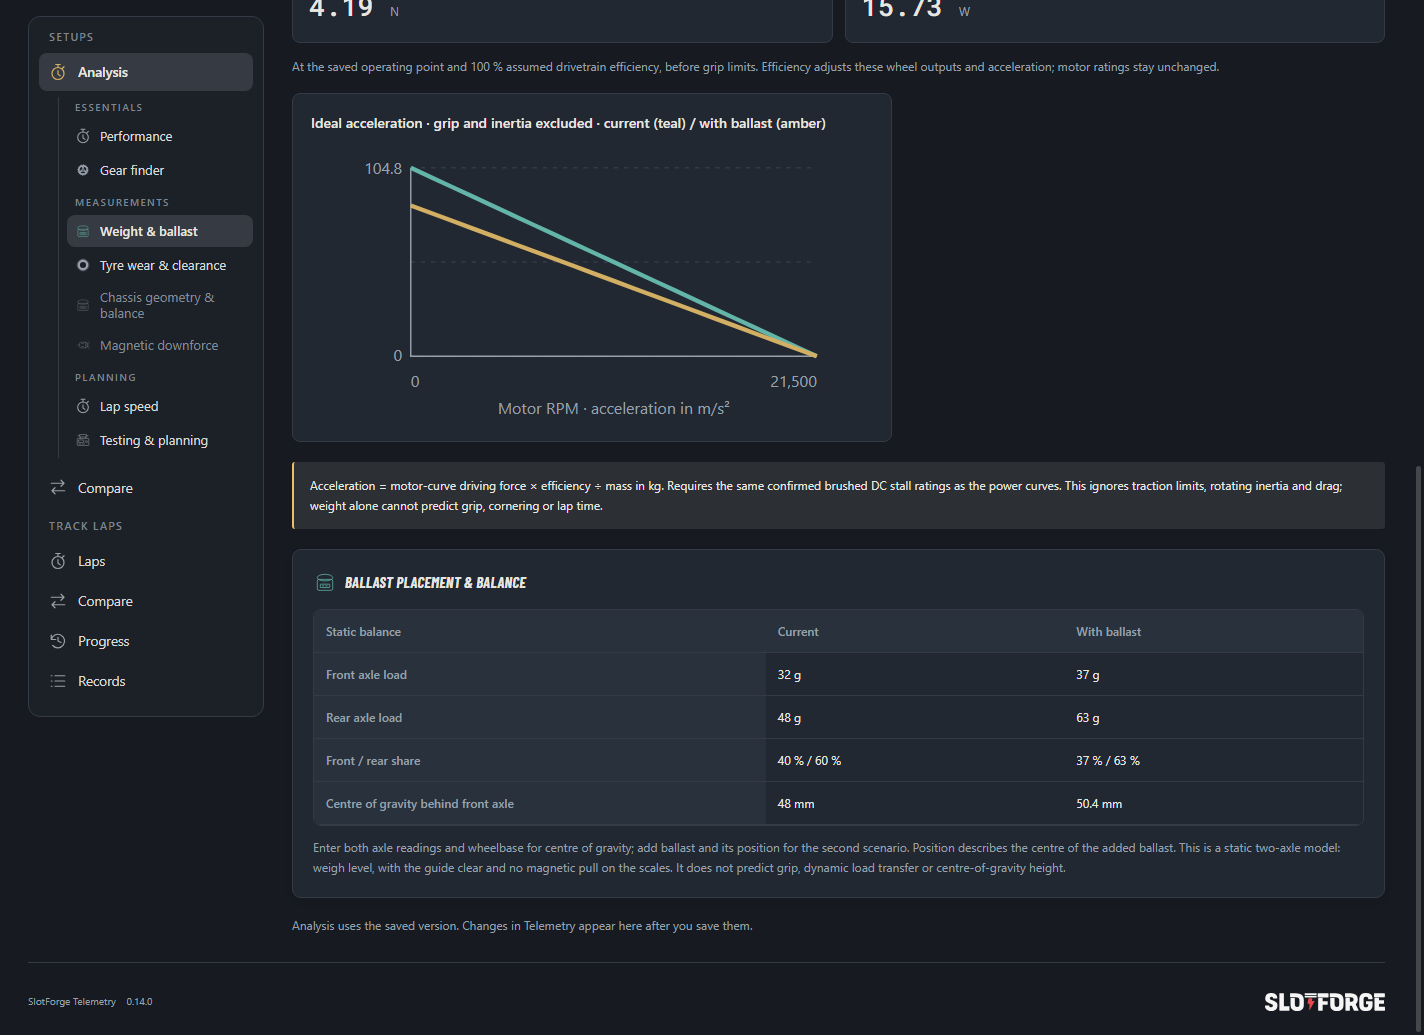 SETUPS
Analysis
ESSENTIALS
Performance
Gear finder
MEASUREMENTS
Weight & ballast
Tyre wear & clearance
Chassis geometry &
balance
Magnetic downforce
PLANNING
Lap speed
Testing & planning
Compare
TRACK LAPS
Laps
Compare
Progress
Records
4.19 N
15.73 W
At the saved operating point and 100 % assumed drivetrain efficiency, before grip limits. Efficiency adjusts these wheel outputs and acceleration; motor ratings stay unchanged.
Ideal acceleration · grip and inertia excluded · current (teal) / with ballast (amber)
104.8
0
0 21,500
Motor RPM · acceleration in m/s²
Acceleration = motor-curve driving force × efficiency ÷ mass in kg. Requires the same confirmed brushed DC stall ratings as the power curves. This ignores traction limits, rotating inertia and drag;
weight alone cannot predict grip, cornering or lap time.
BALLAST PLACEMENT & BALANCE
Static balance Current With ballast
Front axle load 32 g 37 g
Rear axle load 48 g 63 g
Front / rear share 40 % / 60 % 37 % / 63 %
Centre of gravity behind front axle 48 mm 50.4 mm
Enter both axle readings and wheelbase for centre of gravity; add ballast and its position for the second scenario. Position describes the centre of the added ballast. This is a static two-axle model:
weigh level, with the guide clear and no magnetic pull on the scales. It does not predict grip, dynamic load transfer or centre-of-gravity height.
Analysis uses the saved version. Changes in Telemetry appear here after you save them.
SlotForge Telemetry 0.14.0
SLOTFORGE